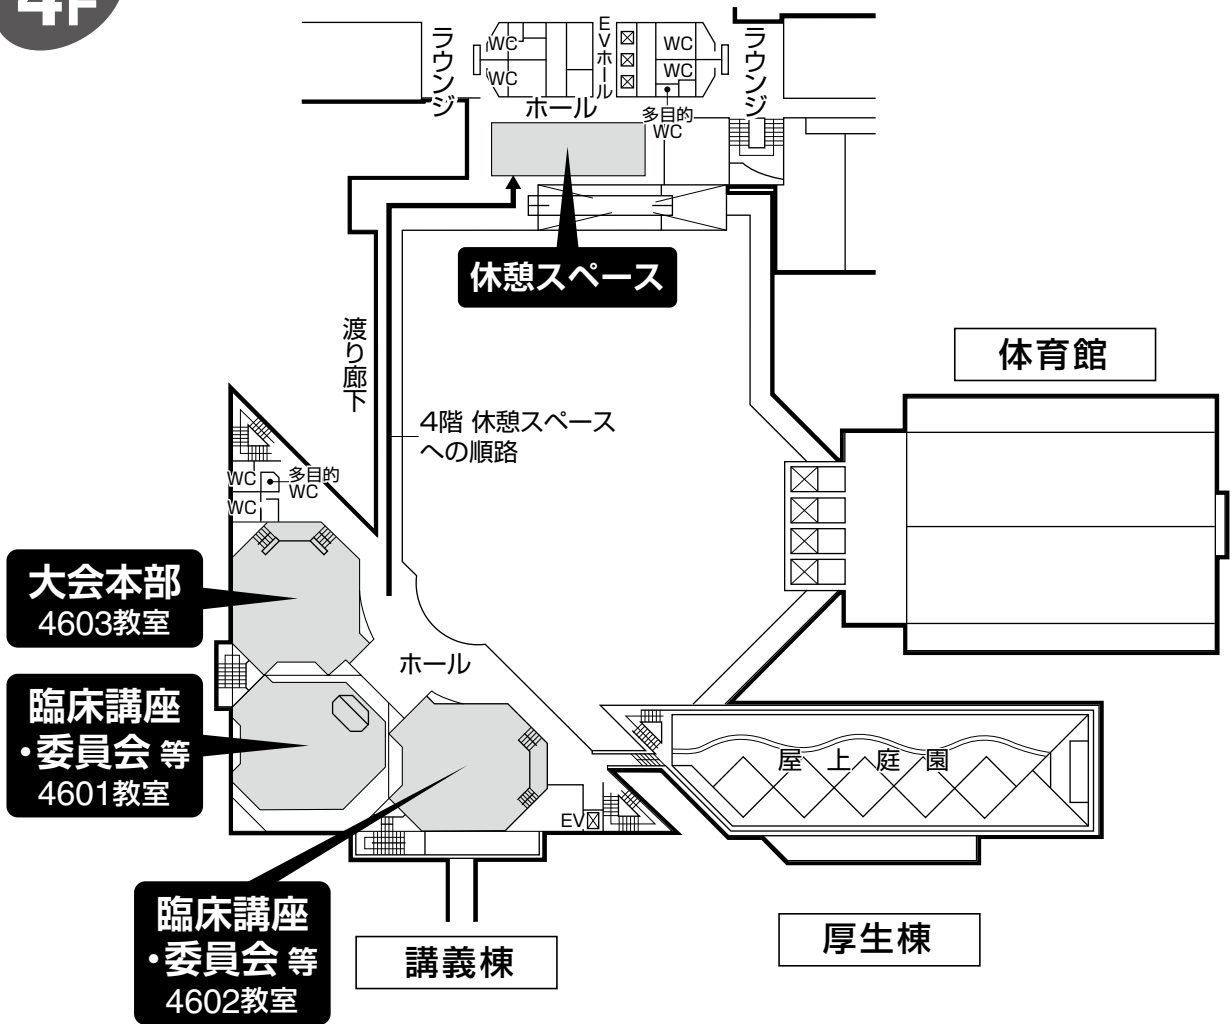 4F
ラウンジ
WC
WC
EVホール
WC
WC
ラウンジ
ホール
多目的
WC
休憩スペース
渡り廊下
体育館
4階 休憩スペース
への順路
WC
多目的
WC
WC
大会本部
4603教室
ホール
臨床講座
・委員会 等
4601教室
屋上庭園
EV
臨床講座
・委員会 等
4602教室
講義棟
厚生棟